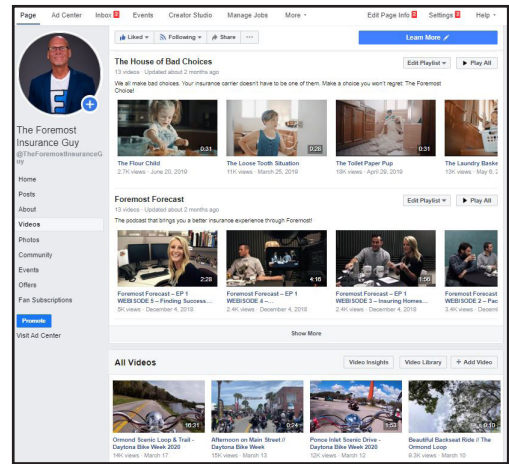 Page Ad Center Inbox Events Creator Studio Manage Jobs More Edit Page Info Settings Help
Liked Following Share ... Learn More
The House of Bad Choices
13 videos · Updated about 2 months ago
Edit Playlist Play All
We all make bad choices. Your insurance carrier doesn't have to be one of them. Make a choice you won't regret: The Foremost
Choice!
0:31 0:28 0:31
The Flour Child The Loose Tooth Situation The Toilet Paper Pup The Laundry Baske
2.7K views · June 20, 2019 11K views · March 25, 2019 18K views · April 29, 2019 13K views · May 6, 2
The Foremost
Insurance Guy
@TheForemostInsuranceG
uy
Home
Posts
About
Videos
Photos
Community
Events
Offers
Fan Subscriptions
Promote
Visit Ad Center
Foremost Forecast
13 videos · Updated about 2 months ago
Edit Playlist Play All
The podcast that brings you a better insurance experience through Foremost!
2:28 4:16 1:56
Foremost Forecast – EP 1 Foremost Forecast – EP 1 Foremost Forecast – EP 1 Foremost Forecast
WEBISODE 5 – Finding Success... WEBISODE 4 –... WEBISODE 3 – Insuring Homes... WEBISODE 2 – Pac
5K views · December 4, 2019 2.4K views · December 4, 2019 2.4K views · December 4, 2019 3.4K views · Decem
Show More
All Videos Video Insights Video Library + Add Video
16:31 0:24 1:53 0:10
Ormond Scenic Loop & Trail - Afternoon on Main Street // Ponce Inlet Scenic Drive - Beautiful Backseat Ride // The
Daytona Bike Week 2020 Daytona Bike Week 2020 Daytona Bike Week 2020 Ormond Loop
14K views · March 17 15K views · March 13 12K views · March 12 9.3K views · March 10